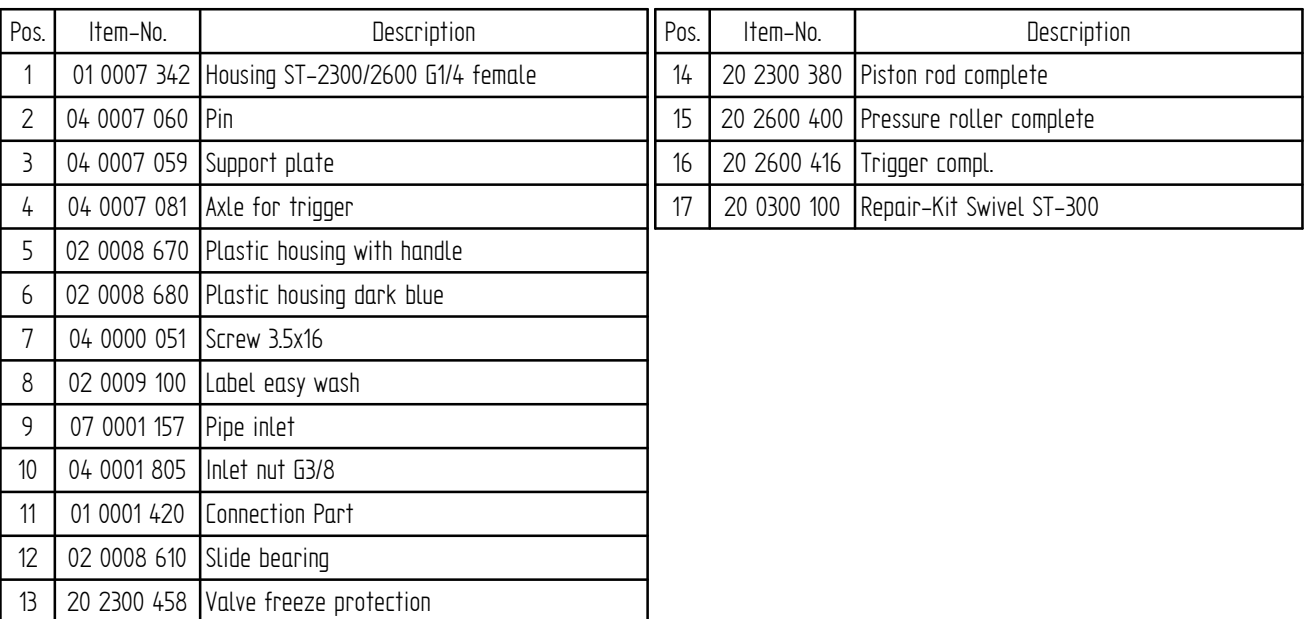 Pos. Item-No. Description
1 01 0007 342 Housing ST-2300/2600 G1/4 female
2 04 0007 060 Pin
3 04 0007 059 Support plate
4 04 0007 081 Axle for trigger
5 02 0008 670 Plastic housing with handle
6 02 0008 680 Plastic housing dark blue
7 04 0000 051 Screw 3.5x16
8 02 0009 100 Label easy wash
9 07 0001 157 Pipe inlet
10 04 0001 805 Inlet nut G3/8
11 01 0001 420 Connection Part
12 02 0008 610 Slide bearing
13 20 2300 458 Valve freeze protection
Pos. Item-No. Description
14 20 2300 380 Piston rod complete
15 20 2600 400 Pressure roller complete
16 20 2600 416 Trigger compl.
17 20 0300 100 Repair-Kit Swivel ST-300